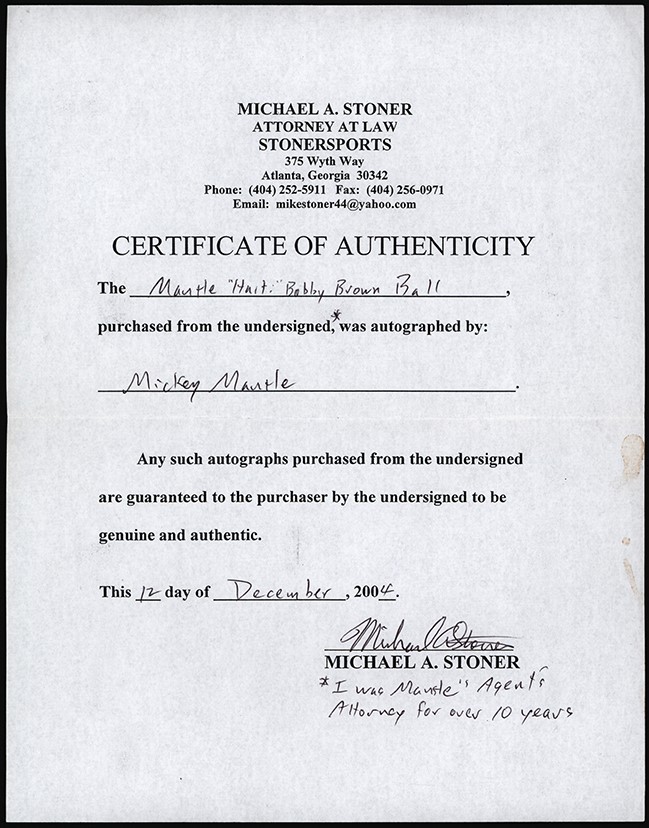 MICHAEL A. STONER
ATTORNEY AT LAW
STONERSPORTS
375 Wyth Way
Atlanta, Georgia 30342
Phone: (404) 252-5911 Fax: (404) 256-0971
Email: mikestoner44@yahoo.com
CERTIFICATE OF AUTHENTICITY
The Mantle "Haiti" Bobby Brown Ball,
purchased from the undersigned,* was autographed by:
Mickey Mantle.
Any such autographs purchased from the undersigned
are guaranteed to the purchaser by the undersigned to be
genuine and authentic.
This 12 day of December, 2004.
Michael A Stoner
MICHAEL A. STONER
*I was Mantle's Agent's
Attorney for over 10 years